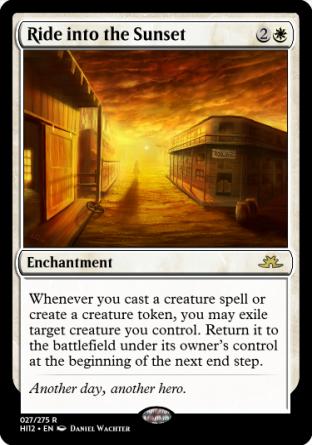 Ride into the Sunset 2
Enchantment
Whenever you cast a creature spell or
create a creature token, you may exile
target creature you control. Return it to
the battlefield under its owner's control
at the beginning of the next end step.
Another day, another hero.
027/275 R
HI12 • EN Daniel Wachter